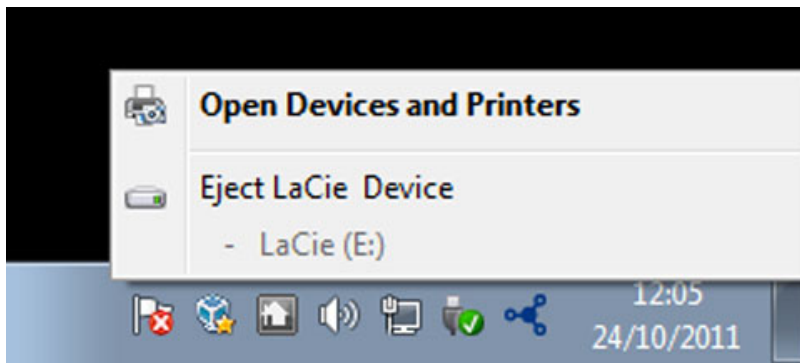 Open Devices and Printers
Eject LaCie  Device
- LaCie (E:)
12:05
24/10/2011